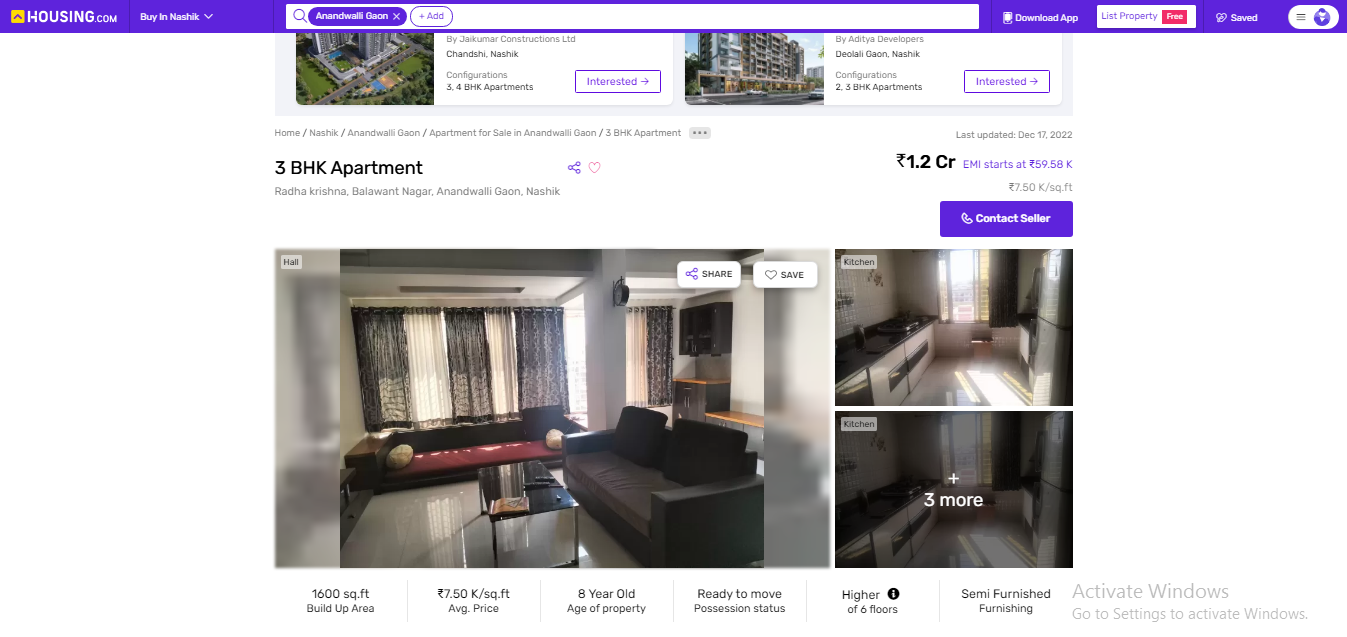 HOUSING.COM
Buy In Nashik
Anandwalli Gaon
+ Add
Download App
List Property Free
Saved
By Jaikumar Constructions Ltd
Chandshi, Nashik
Configurations
3, 4 BHK Apartments
Interested →
By Aditya Developers
Deolali Gaon, Nashik
Configurations
2, 3 BHK Apartments
Interested →
Home / Nashik / Anandwalli Gaon / Apartment for Sale in Anandwalli Gaon / 3 BHK Apartment
Last updated: Dec 17, 2022
3 BHK Apartment
Radha krishna, Balawant Nagar, Anandwalli Gaon, Nashik
₹1.2 Cr EMI starts at ₹59.58 K
₹7.50 K/sq.ft
Contact Seller
Hall
SHARE
SAVE
Kitchen
Kitchen
+
3 more
1600 sq.ft
Build Up Area
₹7.50 K/sq.ft
Avg. Price
8 Year Old
Age of property
Ready to move
Possession status
Higher
of 6 floors
Semi Furnished
Furnishing
Activate Windows
Go to Settings to activate Windows.